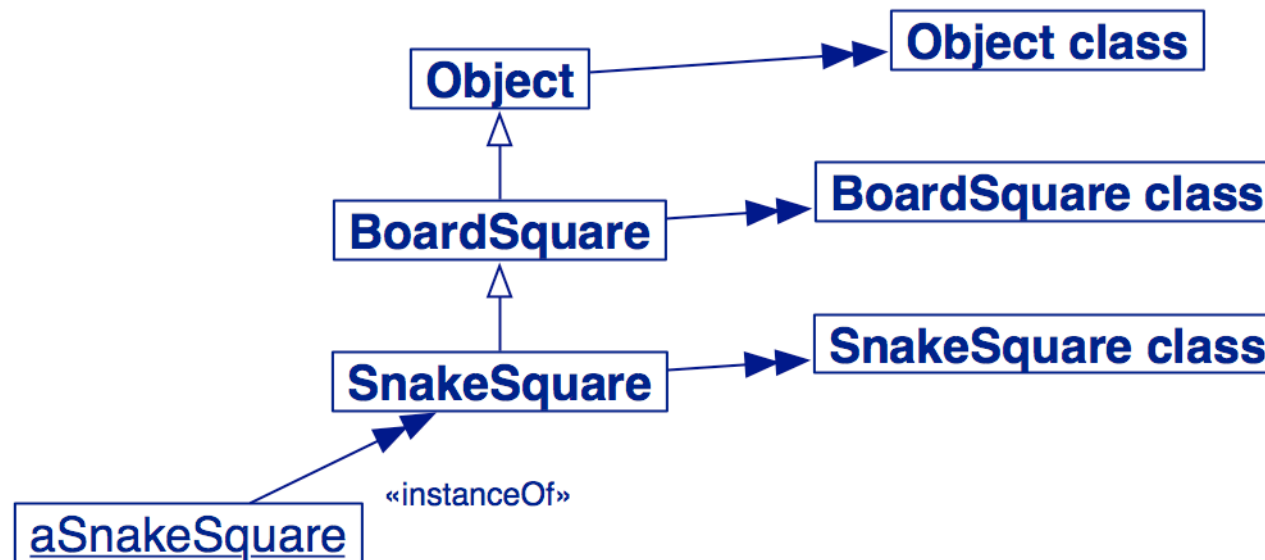 Object class
Object
BoardSquare class
BoardSquare
SnakeSquare class
SnakeSquare
«instanceOf»
aSnakeSquare